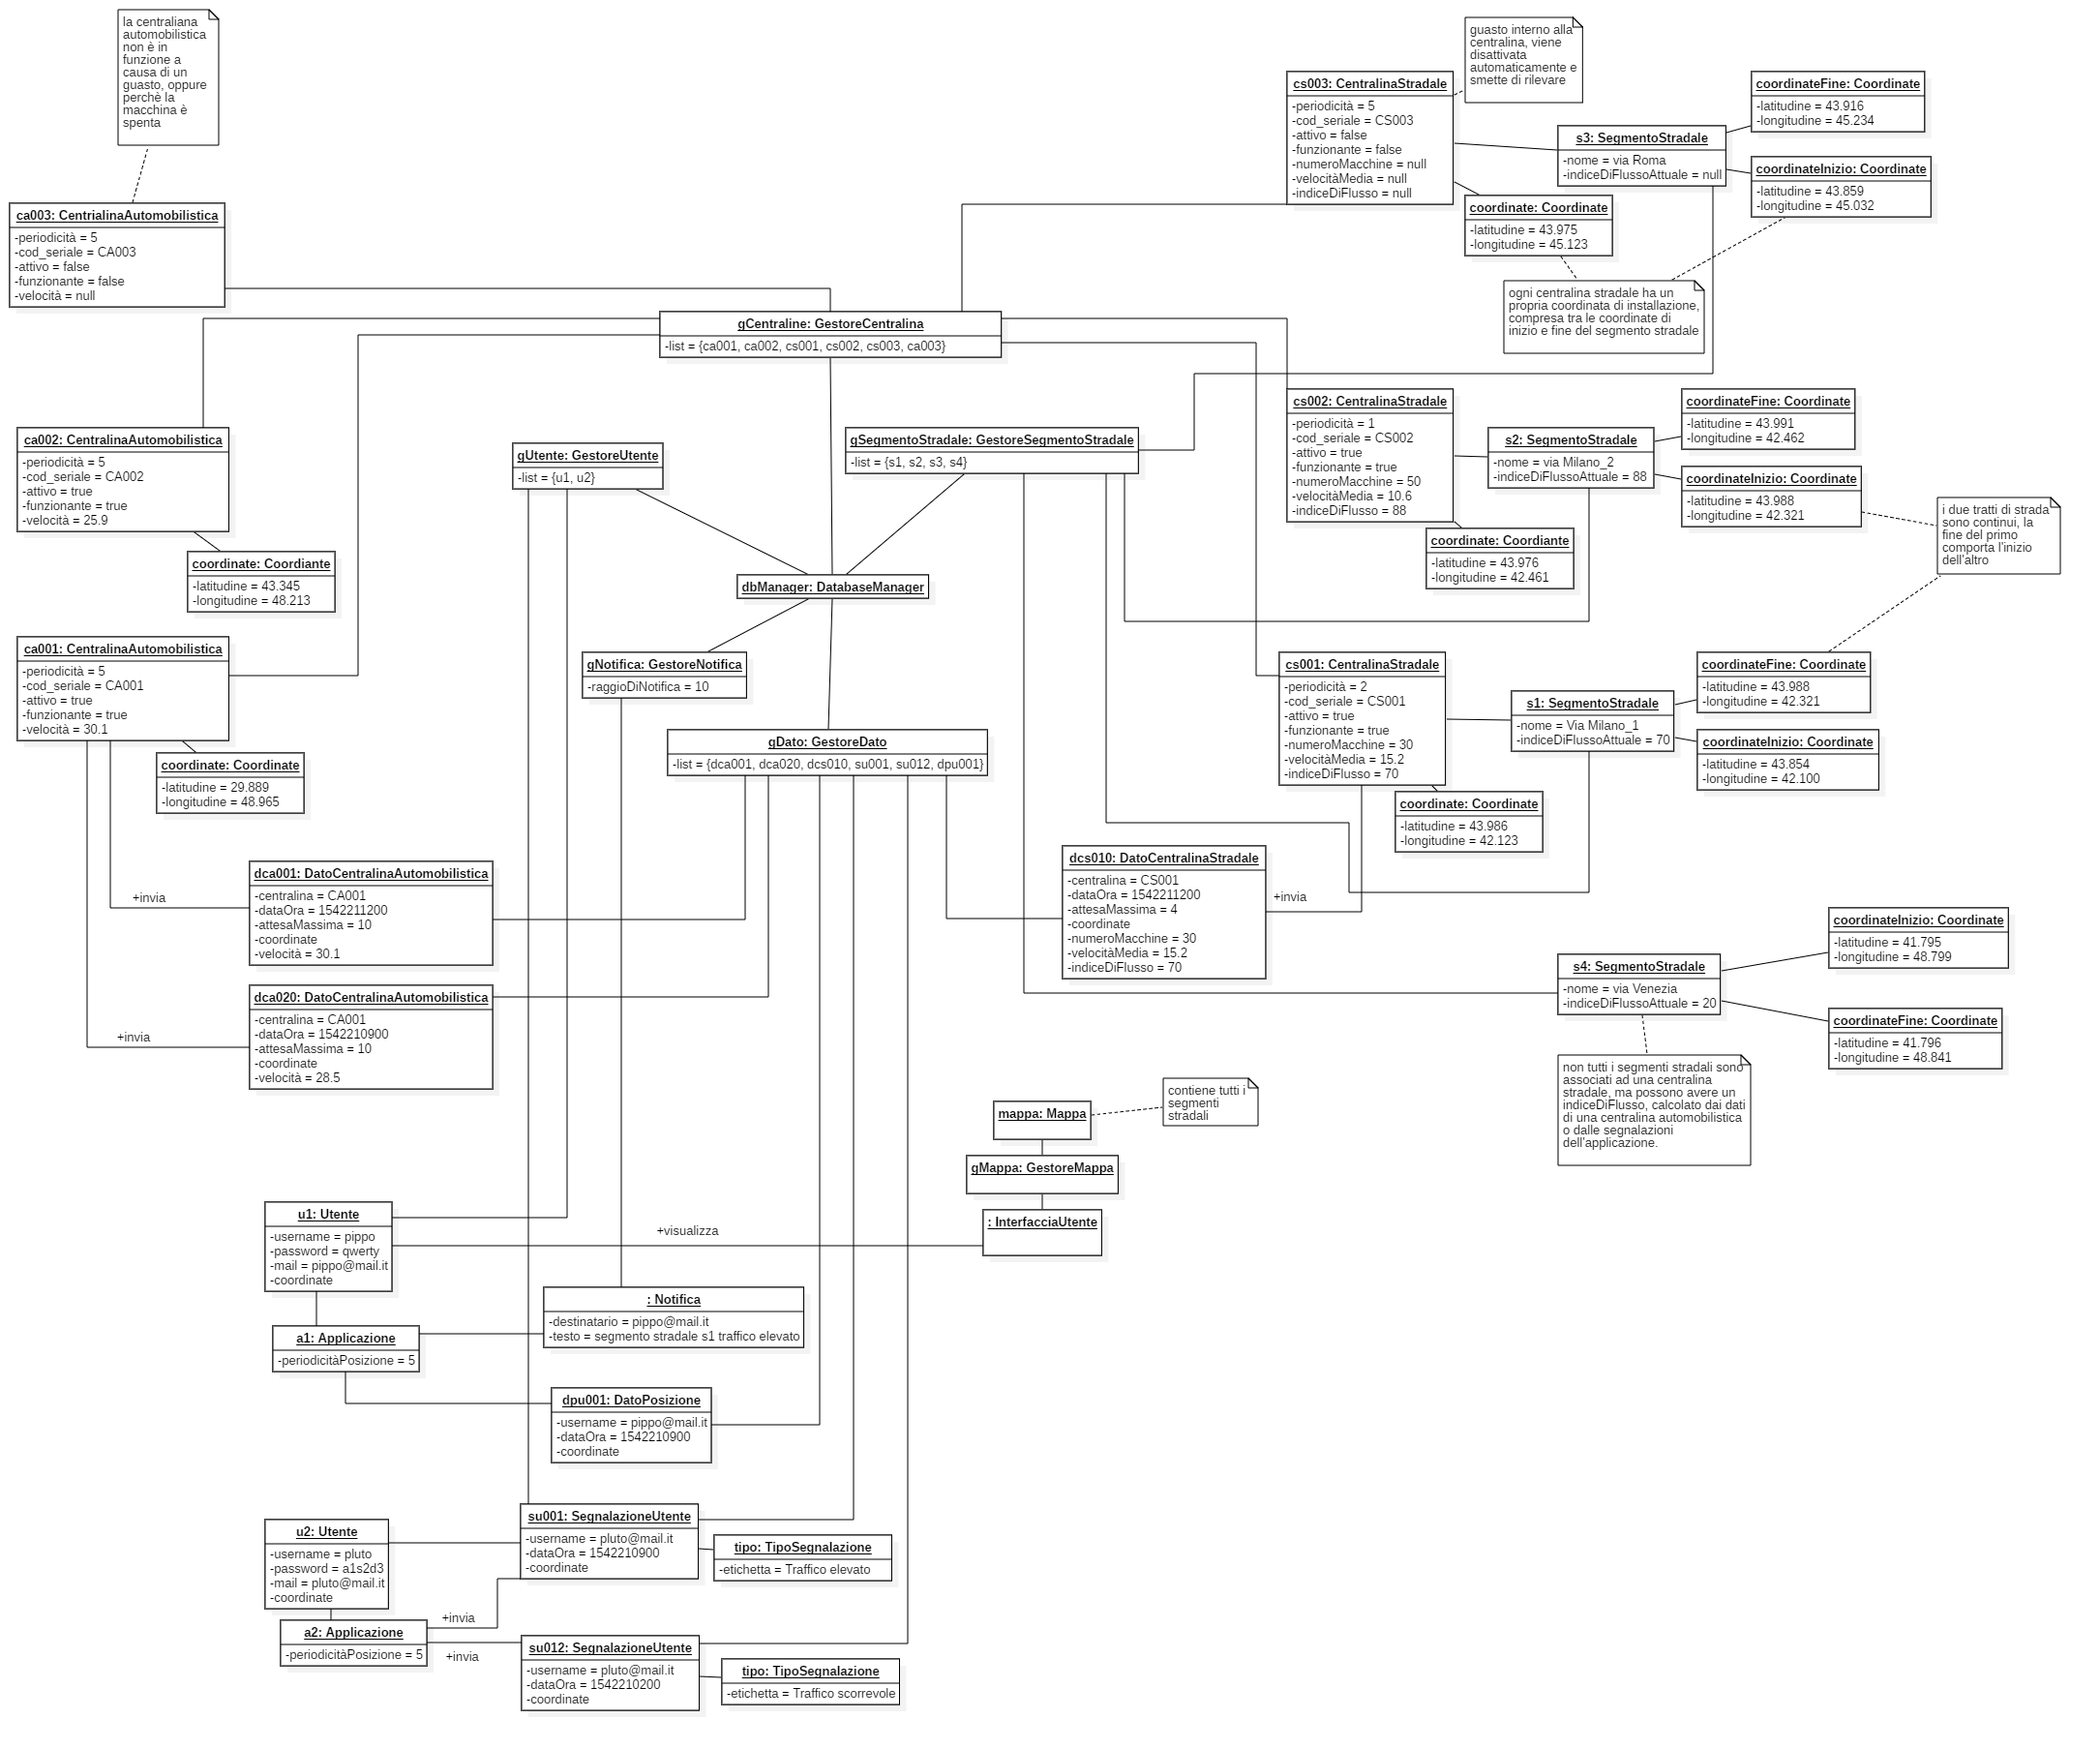 la centraliana
automobilistica
non è in
funzione a
causa di un
guasto, oppure
perchè la
macchina è
spenta
guasto interno alla
centralina, viene
disattivata
automaticamente e
smette di rilevare
cs003: CentralinaStradale
-periodicità = 5
-cod_seriale = CS003
-attivo = false
-funzionante = false
-numeroMacchine = null
-velocitàMedia = null
-indiceDiFlusso = null
coordinateFine: Coordinate
-latitudine = 43.916
-longitudine = 45.234
s3: SegmentoStradale
-nome = via Roma
-indiceDiFlussoAttuale = null
coordinateInizio: Coordinate
-latitudine = 43.859
-longitudine = 45.032
coordinate: Coordinate
-latitudine = 43.975
-longitudine = 45.123
ca003: CentrialinaAutomobilistica
-periodicità = 5
-cod_seriale = CA003
-attivo = false
-funzionante = false
-velocità = null
ogni centralina stradale ha un
propria coordinata di installazione,
compresa tra le coordinate di
inizio e fine del segmento stradale
gCentraline: GestoreCentralina
-list = {ca001, ca002, cs001, cs002, cs003, ca003}
ca002: CentralinaAutomobilistica
-periodicità = 5
-cod_seriale = CA002
-attivo = true
-funzionante = true
-velocità = 25.9
coordinate: Coordiante
-latitudine = 43.345
-longitudine = 48.213
gUtente: GestoreUtente
-list = {u1, u2}
gSegmentoStradale: GestoreSegmentoStradale
-list = {s1, s2, s3, s4}
cs002: CentralinaStradale
-periodicità = 1
-cod_seriale = CS002
-attivo = true
-funzionante = true
-numeroMacchine = 50
-velocitàMedia = 10.6
-indiceDiFlusso = 88
s2: SegmentoStradale
-nome = via Milano_2
-indiceDiFlussoAttuale = 88
coordinateFine: Coordinate
-latitudine = 43.991
-longitudine = 42.462
coordinateInizio: Coordinate
-latitudine = 43.988
-longitudine = 42.321
i due tratti di strada
sono continui, la
fine del primo
comporta l'inizio
dell'altro
coordinate: Coordiante
-latitudine = 43.976
-longitudine = 42.461
dbManager: DatabaseManager
ca001: CentralinaAutomobilistica
-periodicità = 5
-cod_seriale = CA001
-attivo = true
-funzionante = true
-velocità = 30.1
coordinate: Coordinate
-latitudine = 29.889
-longitudine = 48.965
gNotifica: GestoreNotifica
-raggioDiNotifica = 10
gDato: GestoreDato
-list = {dca001, dca020, dcs010, su001, su012, dpu001}
cs001: CentralinaStradale
-periodicità = 2
-cod_seriale = CS001
-attivo = true
-funzionante = true
-numeroMacchine = 30
-velocitàMedia = 15.2
-indiceDiFlusso = 70
s1: SegmentoStradale
-nome = Via Milano_1
-indiceDiFlussoAttuale = 70
coordinateFine: Coordinate
-latitudine = 43.988
-longitudine = 42.321
coordinateInizio: Coordinate
-latitudine = 43.854
-longitudine = 42.100
coordinate: Coordinate
-latitudine = 43.986
-longitudine = 42.123
dca001: DatoCentralinaAutomobilistica
-centralina = CA001
-dataOra = 1542211200
-attesaMassima = 10
-coordinate
-velocità = 30.1
+invia
dcs010: DatoCentralinaStradale
-centralina = CS001
-dataOra = 1542211200
-attesaMassima = 4
-coordinate
-numeroMacchine = 30
-velocitàMedia = 15.2
-indiceDiFlusso = 70
+invia
dca020: DatoCentralinaAutomobilistica
-centralina = CA001
-dataOra = 1542210900
-attesaMassima = 10
-coordinate
-velocità = 28.5
+invia
s4: SegmentoStradale
-nome = via Venezia
-indiceDiFlussoAttuale = 20
coordinateInizio: Coordinate
-latitudine = 41.795
-longitudine = 48.799
coordinateFine: Coordinate
-latitudine = 41.796
-longitudine = 48.841
non tutti i segmenti stradali sono
associati ad una centralina
stradale, ma possono avere un
indiceDiFlusso, calcolato dai dati
di una centralina automobilistica
o dalle segnalazioni
dell'applicazione.
contiene tutti i
segmenti
stradali
mappa: Mappa
gMappa: GestoreMappa
: InterfacciaUtente
+visualizza
u1: Utente
-username = pippo
-password = qwerty
-mail = pippo@mail.it
-coordinate
: Notifica
-destinatario = pippo@mail.it
-testo = segmento stradale s1 traffico elevato
a1: Applicazione
-periodicitàPosizione = 5
dpu001: DatoPosizione
-username = pippo@mail.it
-dataOra = 1542210900
-coordinate
u2: Utente
-username = pluto
-password = a1s2d3
-mail = pluto@mail.it
-coordinate
su001: SegnalazioneUtente
-username = pluto@mail.it
-dataOra = 1542210900
-coordinate
tipo: TipoSegnalazione
-etichetta = Traffico elevato
+invia
a2: Applicazione
-periodicitàPosizione = 5
+invia
su012: SegnalazioneUtente
-username = pluto@mail.it
-dataOra = 1542210200
-coordinate
tipo: TipoSegnalazione
-etichetta = Traffico scorrevole